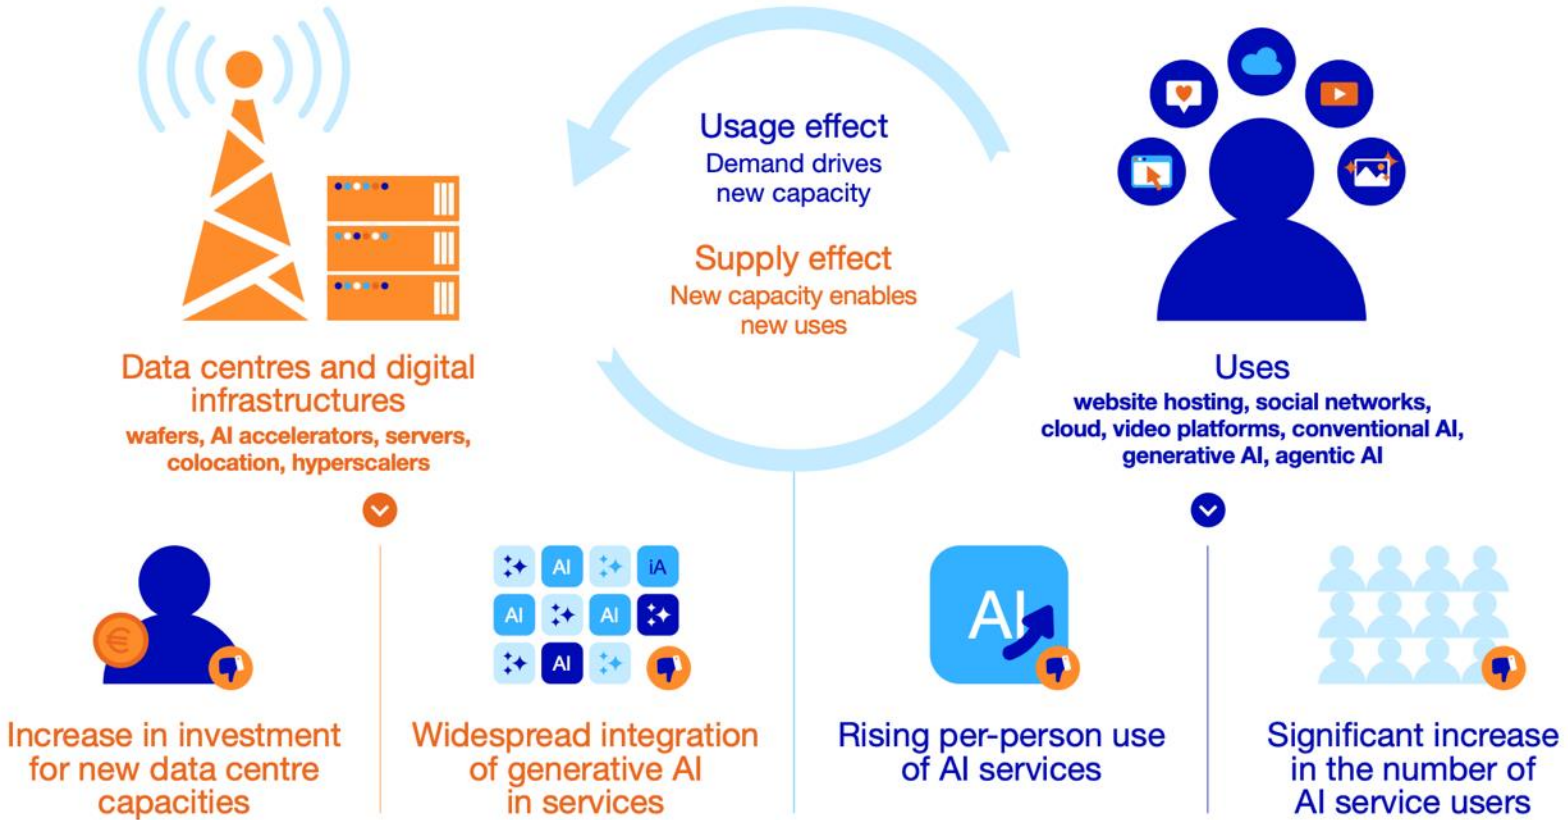 Usage effect
Demand drives
new capacity
Supply effect
New capacity enables
new uses
Data centres and digital
infrastructures
wafers, AI accelerators, servers,
colocation, hyperscalers
Uses
website hosting, social networks,
cloud, video platforms, conventional AI,
generative AI, agentic AI
€
AI
iA
AI
AI
AI
AI
Increase in investment
for new data centre
capacities
Widespread integration
of generative AI
in services
Rising per-person use
of AI services
Significant increase
in the number of
AI service users